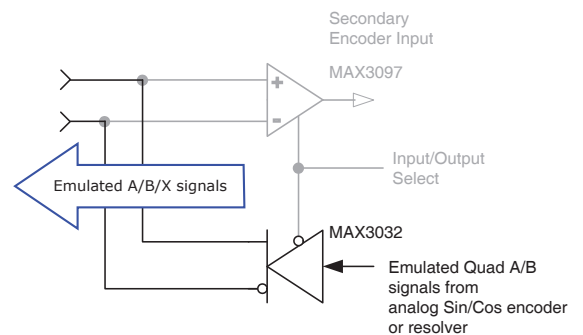 Secondary
Encoder Input
MAX3097
+
-
Input/Output
Select
Emulated A/B/X signals
MAX3032
Emulated Quad A/B
signals from
analog Sin/Cos encoder
or resolver